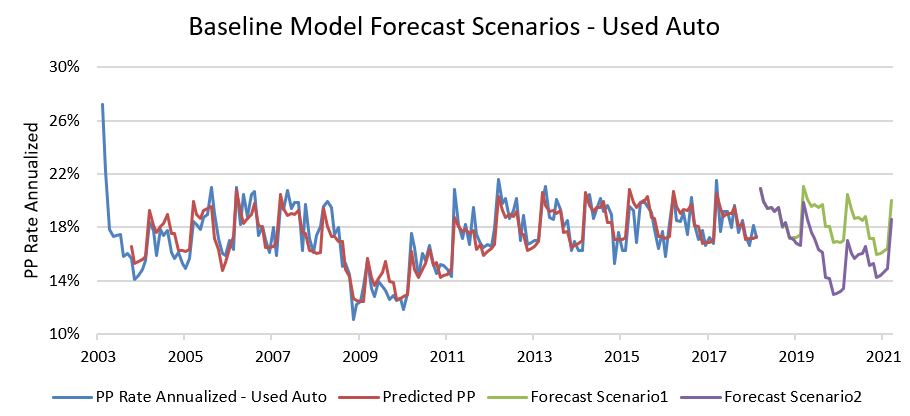 Baseline Model Forecast Scenarios - Used Auto
PP Rate Annualized
30%
26%
22%
18%
14%
10%
2003 2005 2007 2009 2011 2013 2015 2017 2019 2021
PP Rate Annualized - Used Auto Predicted PP Forecast Scenario1 Forecast Scenario2